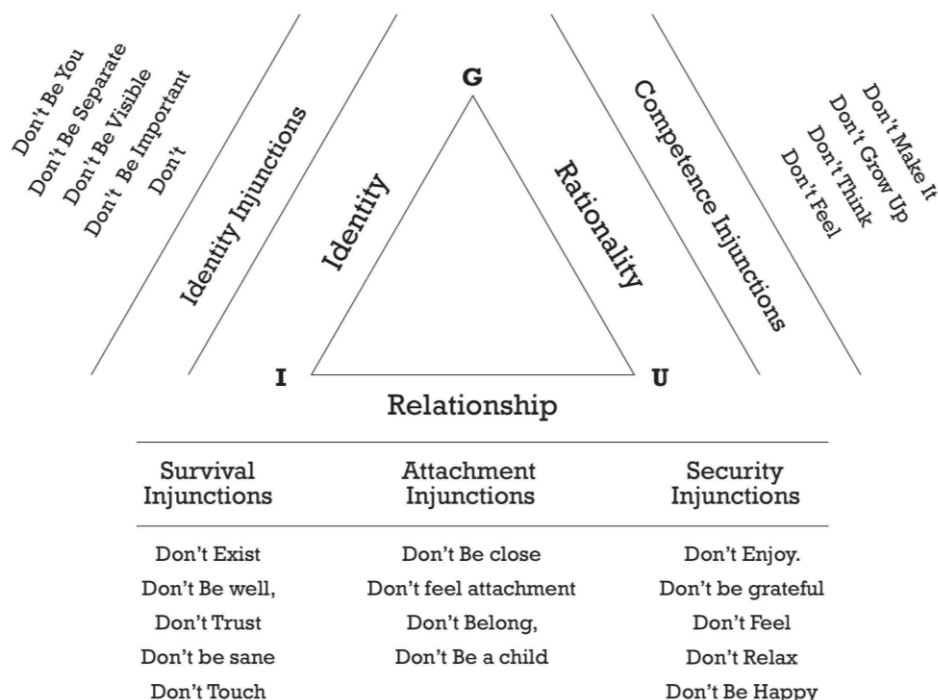 Don't Be You
Don't Be Separate
Don't Be Visible
Don't Be Important
Don't
Identity Injunctions
Identity
G
Rationality
Competence Injunctions
Don't Make It
Don't Grow Up
Don't Think
Don't Feel
I
U
Relationship
Survival
Injunctions
Attachment
Injunctions
Security
Injunctions
Don't Exist
Don't Be close
Don't Enjoy.
Don't Be well,
Don't feel attachment
Don't be grateful
Don't Trust
Don't Belong,
Don't Feel
Don't be sane
Don't Be a child
Don't Relax
Don't Touch
Don't Be Happy